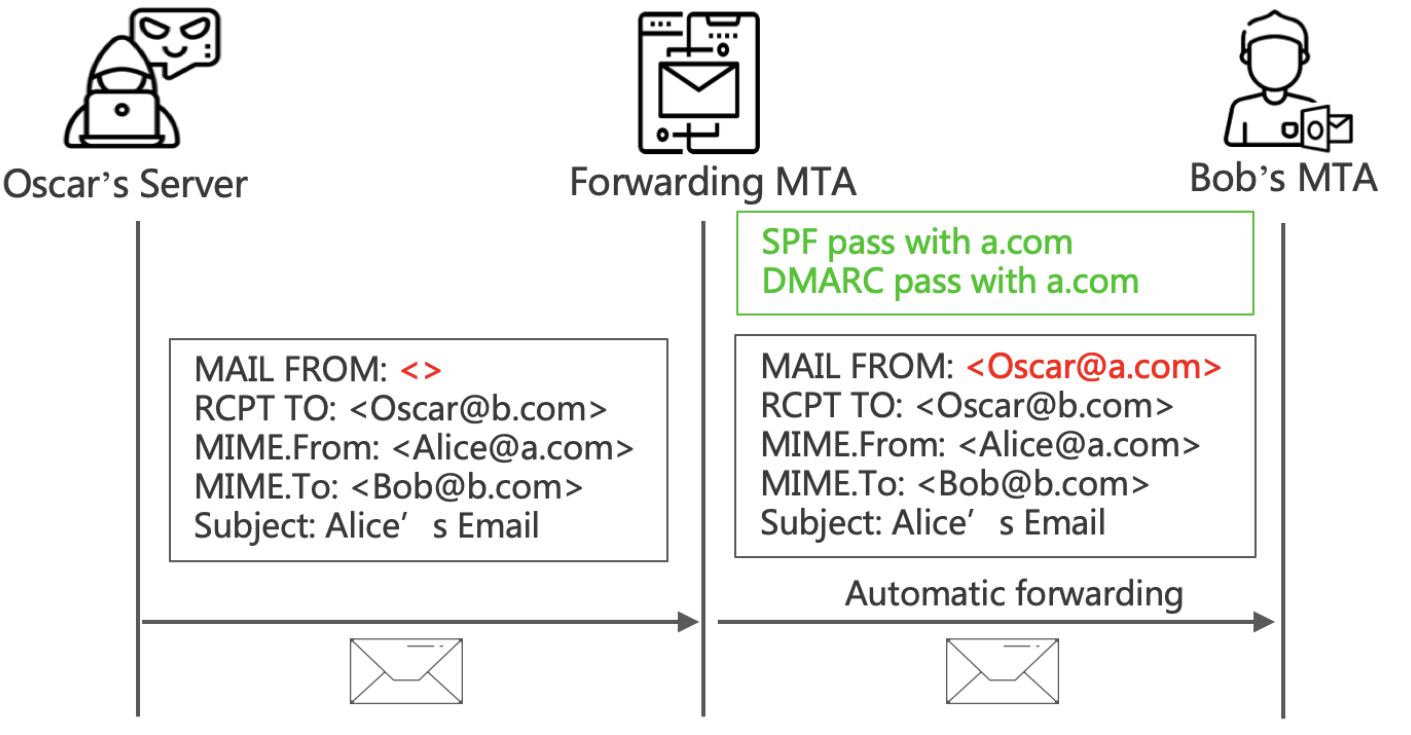 Oscar’s Server
Forwarding MTA
Bob’s MTA
SPF pass with a.com
DMARC pass with a.com
MAIL FROM: <>
RCPT TO: <Oscar@b.com>
MIME.From: <Alice@a.com>
MIME.To: <Bob@b.com>
Subject: Alice’s Email
MAIL FROM: <Oscar@a.com>
RCPT TO: <Oscar@b.com>
MIME.From: <Alice@a.com>
MIME.To: <Bob@b.com>
Subject: Alice’s Email
Automatic forwarding